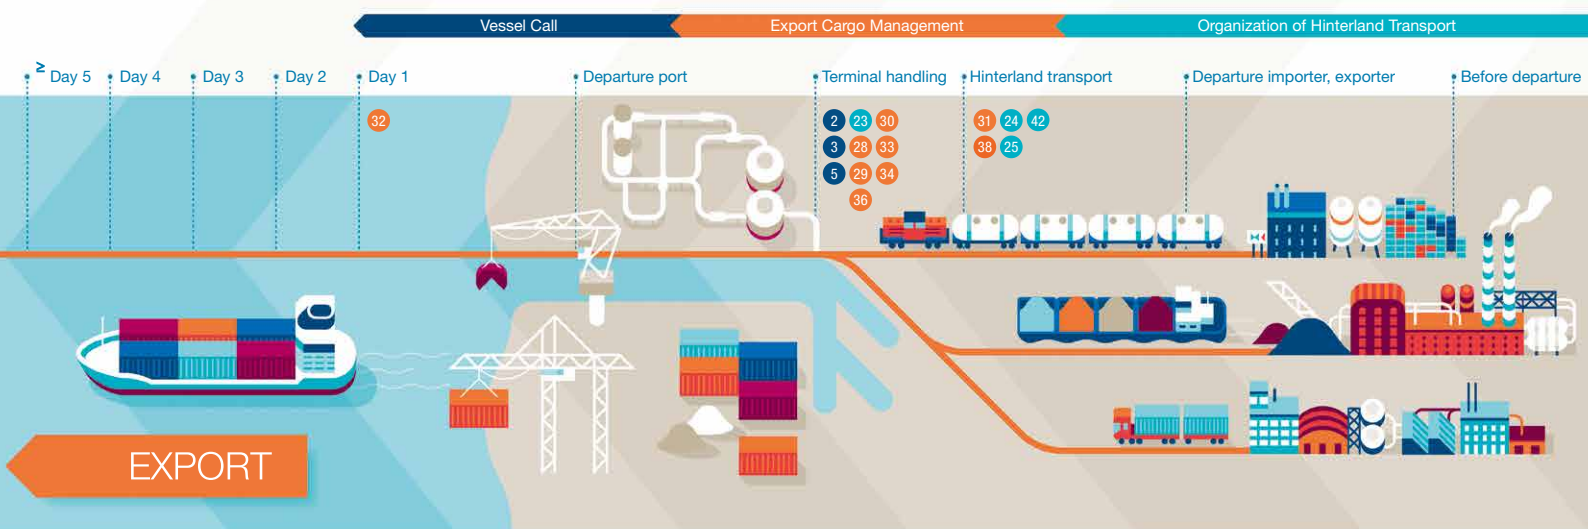 Vessel Call
Export Cargo Management
Organization of Hinterland Transport
≥ Day 5
Day 4
Day 3
Day 2
Day 1
Departure port
Terminal handling
Hinterland transport
Departure importer, exporter
Before departure
32
2 23 30
3 28 33
5 29 34
36
31 24 42
38 25
EXPORT